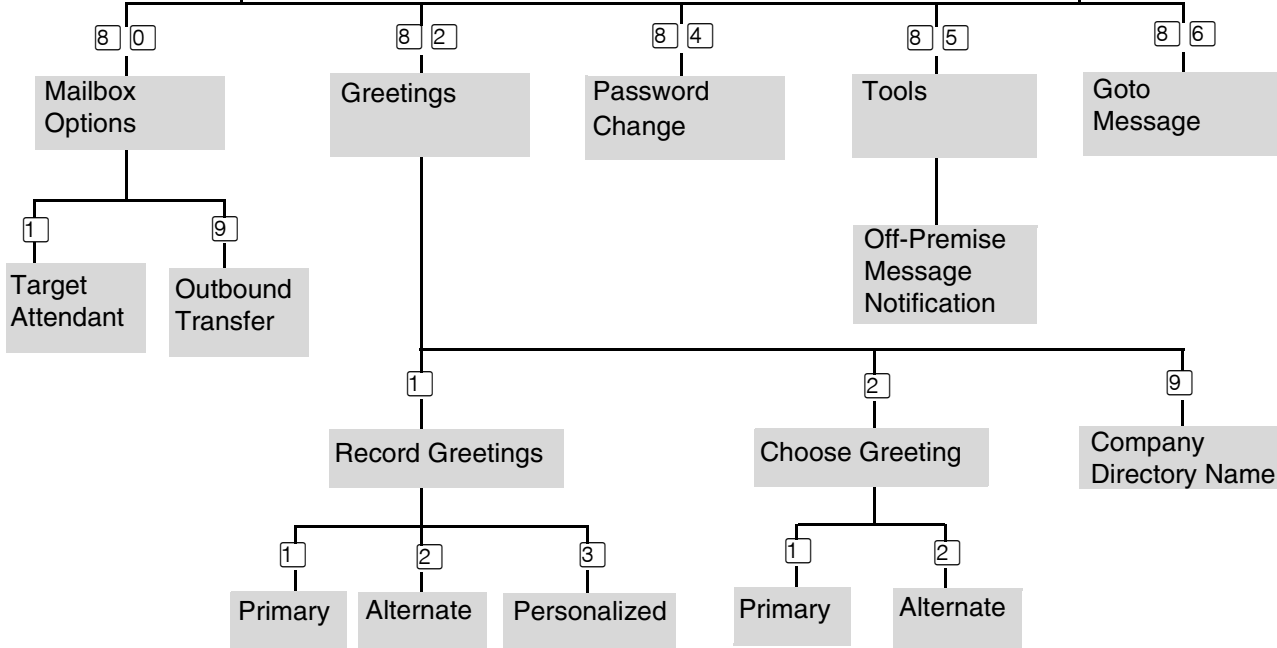 8 0
8 2
8 4
8 5
8 6
Mailbox
Options
Greetings
Password
Change
Tools
Goto
Message
1
9
Target
Attendant
Outbound
Transfer
Off-Premise
Message
Notification
1
2
9
Record Greetings
Choose Greeting
Company
Directory Name
1
2
3
1
2
Primary
Alternate
Personalized
Primary
Alternate